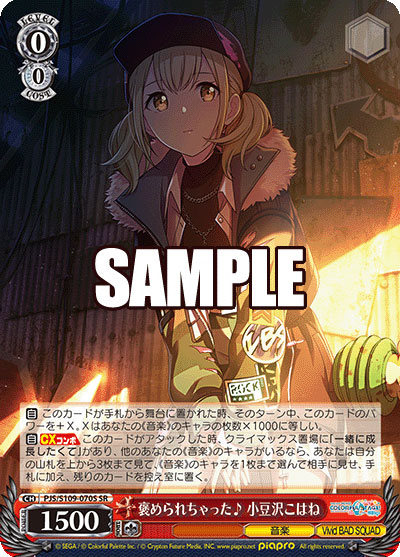 LEVEL
0
0
COST
SAMPLE
VBS
ROCK
自 このカードが手札から舞台に置かれた時、そのターン中、このカードのパ
ワーを+X。Xはあなたの《音楽》のキャラの枚数×1000に等しい。
自 CXコンボ このカードがアタックした時、クライマックス置場に「一緒に成
長したくて」があり、他のあなたの《音楽》のキャラがいるなら、あなたは自分
の山札を上から3枚まで見て、《音楽》のキャラを1枚まで選んで相手に見せ、手
札に加え、残りのカードを控え室に置く。
CH PJS/S109-070S SR
褒められちゃった♪ 小豆沢こはね
COLORFUL STAGE!
1500
音楽
Vivid BAD SQUAD
© SEGA / © Colorful Palette Inc. / © Crypton Future Media, INC. www.piapro.net piapro All rights reserved.